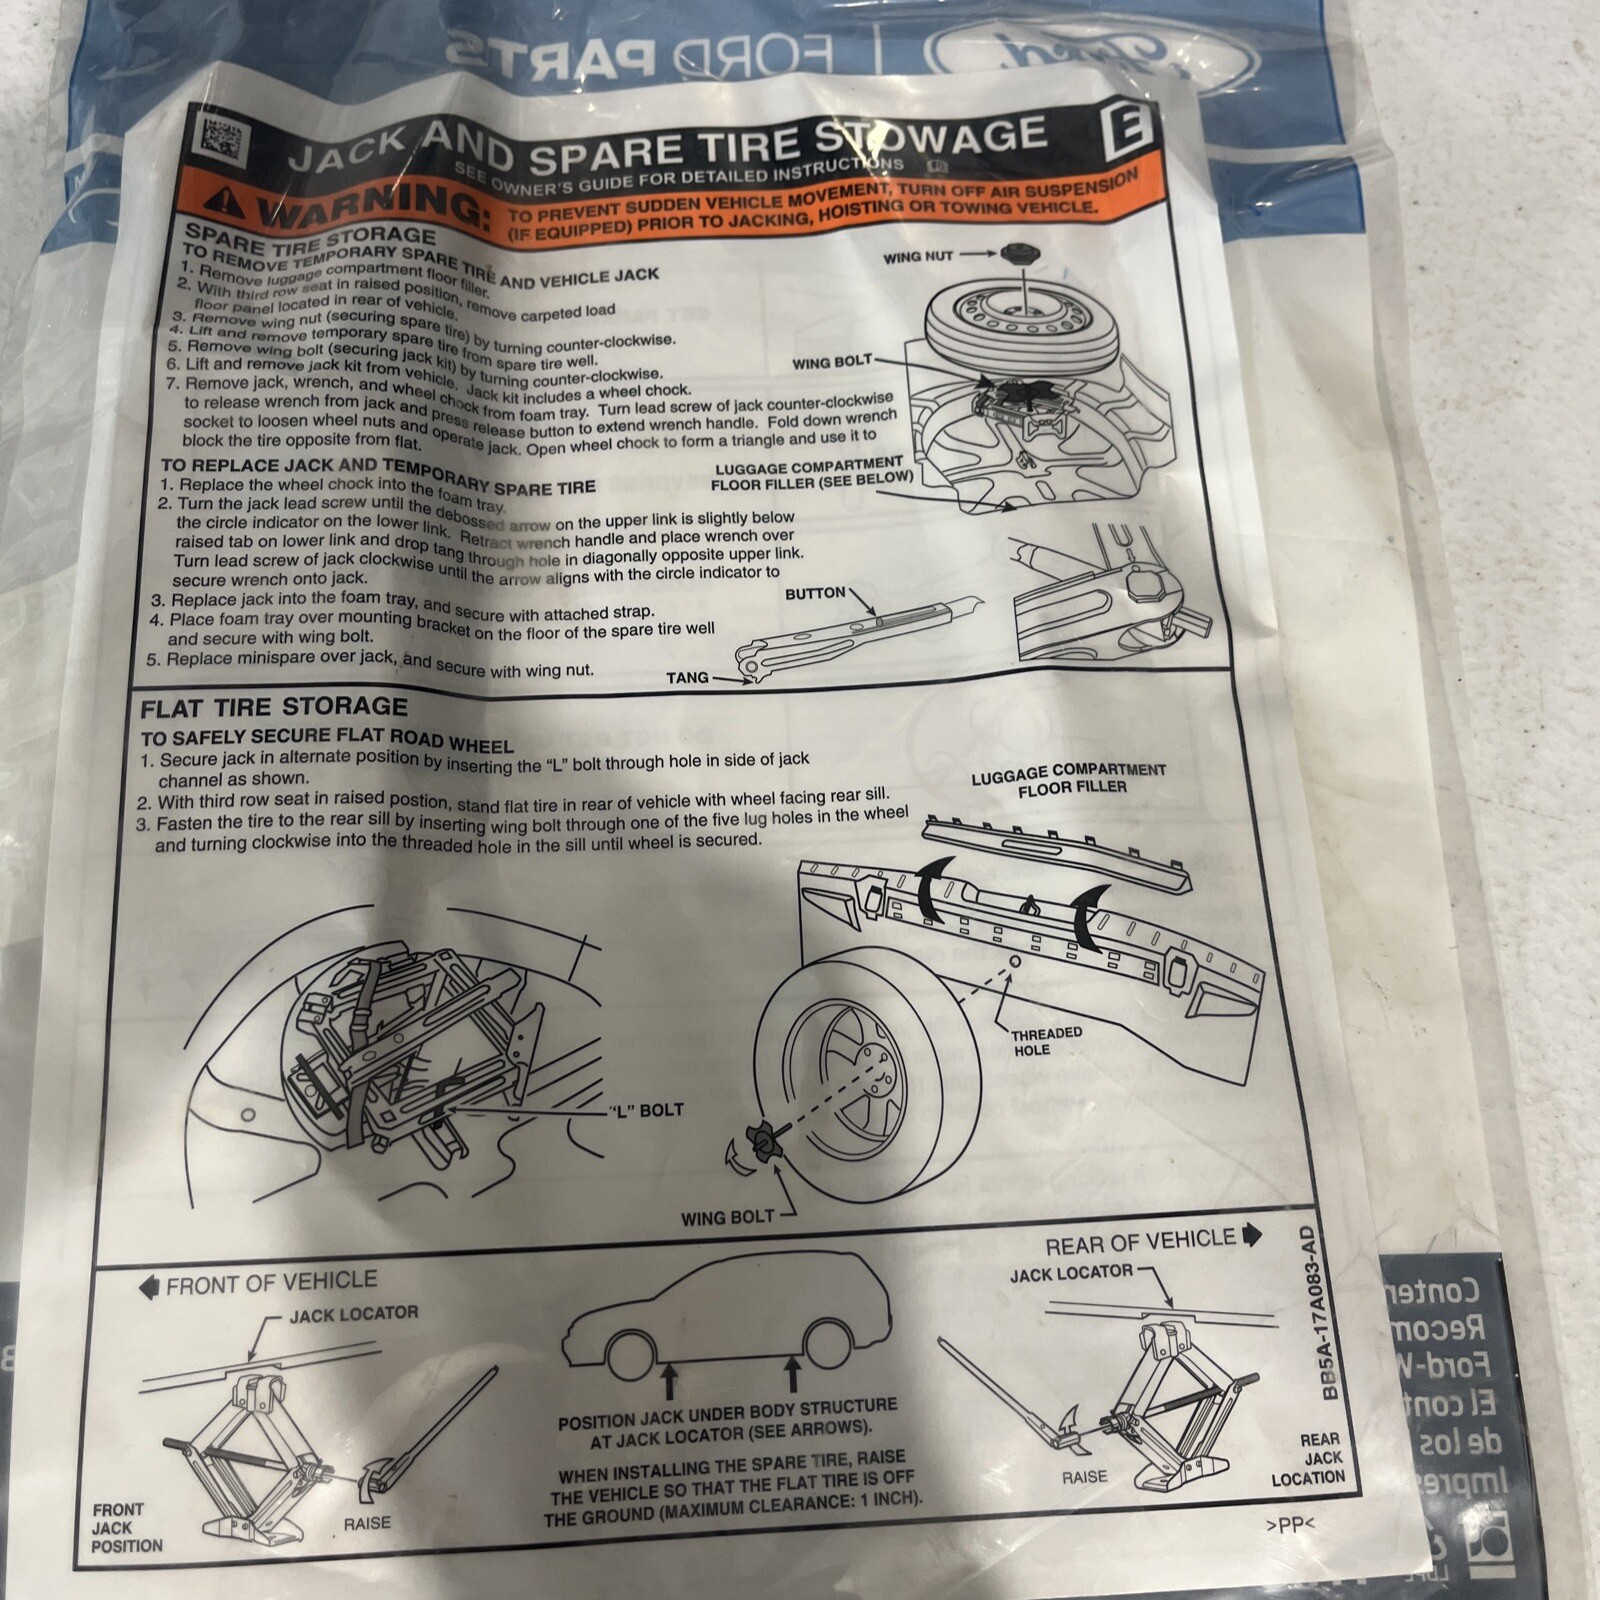 Ford
FORD PARTS
JACK AND SPARE TIRE STOWAGE
E
SEE OWNER'S GUIDE FOR DETAILED INSTRUCTIONS
WARNING:
TO PREVENT SUDDEN VEHICLE MOVEMENT, TURN OFF AIR SUSPENSION
(IF EQUIPPED) PRIOR TO JACKING, HOISTING OR TOWING VEHICLE.
SPARE TIRE STORAGE
TO REMOVE TEMPORARY SPARE TIRE AND VEHICLE JACK
1. Remove luggage compartment floor filler.
2. With third row seat in raised position, remove carpeted load
floor panel located in rear of vehicle.
3. Remove wing nut (securing spare tire) by turning counter-clockwise.
4. Lift and remove temporary spare tire from spare tire well.
5. Remove wing bolt (securing jack kit) by turning counter-clockwise.
6. Lift and remove jack kit from vehicle. Jack kit includes a wheel chock.
7. Remove jack, wrench, and wheel chock from foam tray. Turn lead screw of jack counter-clockwise
to release wrench from jack and press release button to extend wrench handle. Fold down wrench
socket to loosen wheel nuts and operate jack. Open wheel chock to form a triangle and use it to
block the tire opposite from flat.
WING NUT
WING BOLT
LUGGAGE COMPARTMENT
FLOOR FILLER (SEE BELOW)
TO REPLACE JACK AND TEMPORARY SPARE TIRE
1. Replace the wheel chock into the foam tray.
2. Turn the jack lead screw until the debossed arrow on the upper link is slightly below
the circle indicator on the lower link. Retract wrench handle and place wrench over
raised tab on lower link and drop tang through hole in diagonally opposite upper link.
Turn lead screw of jack clockwise until the arrow aligns with the circle indicator to
secure wrench onto jack.
3. Replace jack into the foam tray, and secure with attached strap.
4. Place foam tray over mounting bracket on the floor of the spare tire well
and secure with wing bolt.
5. Replace minispare over jack, and secure with wing nut.
BUTTON
TANG
FLAT TIRE STORAGE
TO SAFELY SECURE FLAT ROAD WHEEL
1. Secure jack in alternate position by inserting the "L" bolt through hole in side of jack
channel as shown.
2. With third row seat in raised postion, stand flat tire in rear of vehicle with wheel facing rear sill.
3. Fasten the tire to the rear sill by inserting wing bolt through one of the five lug holes in the wheel
and turning clockwise into the threaded hole in the sill until wheel is secured.
LUGGAGE COMPARTMENT
FLOOR FILLER
THREADED
HOLE
"L" BOLT
WING BOLT
FRONT OF VEHICLE
JACK LOCATOR
FRONT
JACK
POSITION
RAISE
POSITION JACK UNDER BODY STRUCTURE
AT JACK LOCATOR (SEE ARROWS).
WHEN INSTALLING THE SPARE TIRE, RAISE
THE VEHICLE SO THAT THE FLAT TIRE IS OFF
THE GROUND (MAXIMUM CLEARANCE: 1 INCH).
REAR OF VEHICLE
JACK LOCATOR
RAISE
REAR
JACK
LOCATION
BB5A-17A083-AD
>PP<
Conten
Recom
Ford-W
El cont
de los
Impres